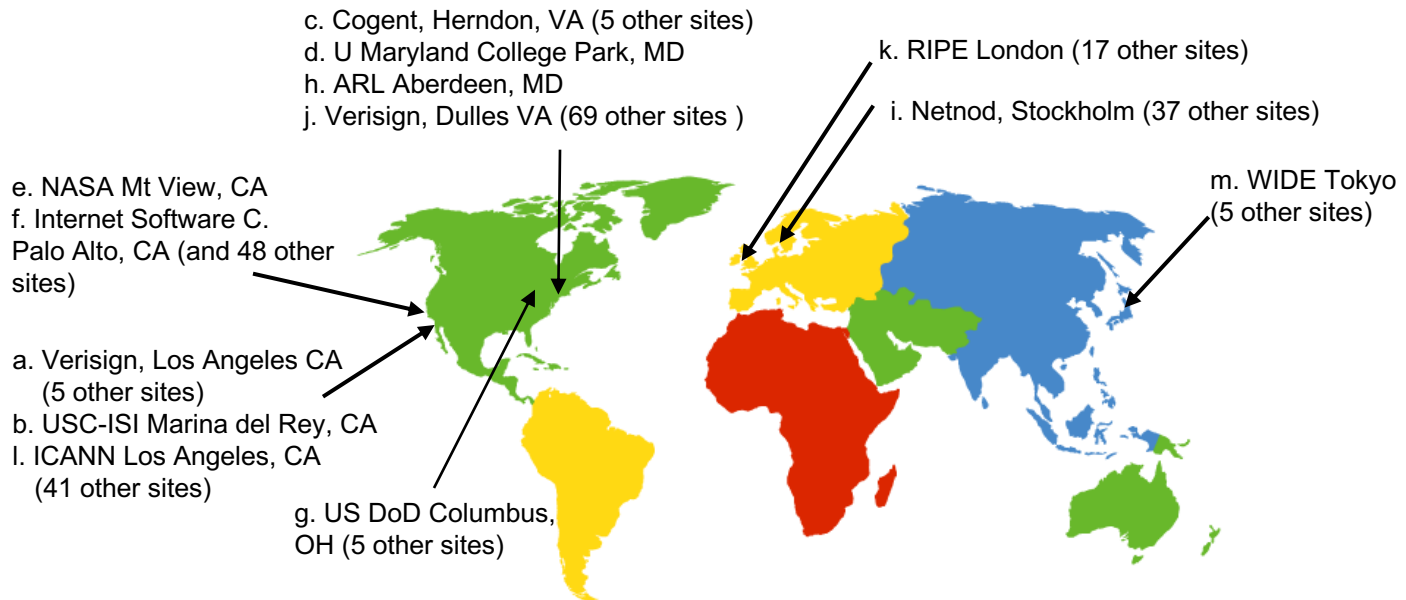 c. Cogent, Herndon, VA (5 other sites)
d. U Maryland College Park, MD
h. ARL Aberdeen, MD
j. Verisign, Dulles VA (69 other sites )
k. RIPE London (17 other sites)
i. Netnod, Stockholm (37 other sites)
m. WIDE Tokyo
(5 other sites)
e. NASA Mt View, CA
f. Internet Software C.
Palo Alto, CA (and 48 other
sites)
a. Verisign, Los Angeles CA
(5 other sites)
b. USC-ISI Marina del Rey, CA
l. ICANN Los Angeles, CA
(41 other sites)
g. US DoD Columbus,
OH (5 other sites)